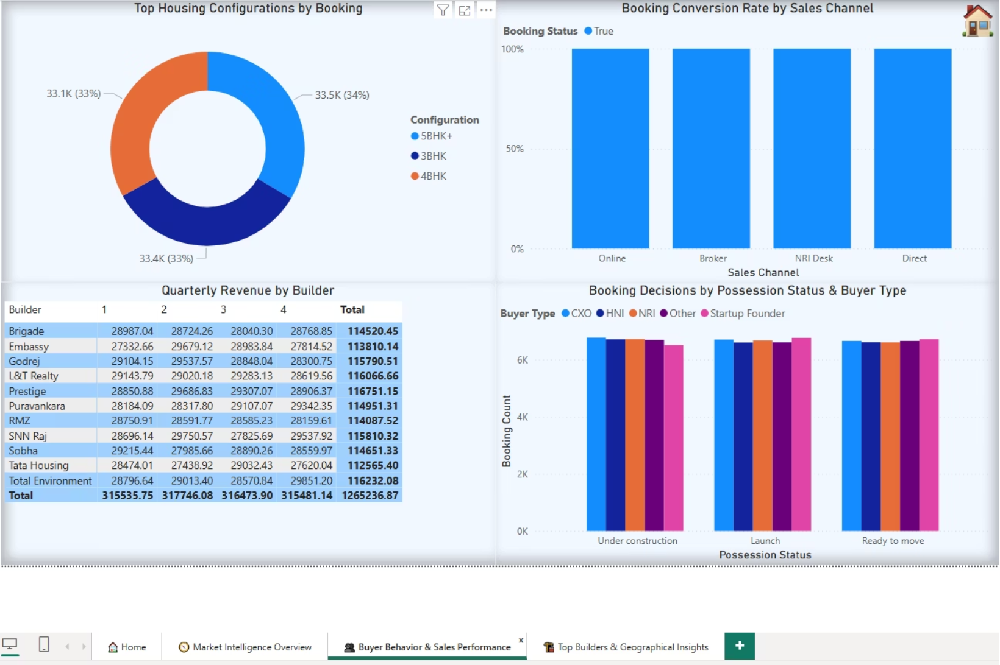 Top Housing Configurations by Booking
33.1K (33%)
33.5K (34%)
33.4K (33%)
Configuration
5BHK+
3BHK
4BHK
Booking Conversion Rate by Sales Channel
Booking Status True
100%
50%
0%
Online Broker NRI Desk Direct
Sales Channel
Quarterly Revenue by Builder
Builder 1 2 3 4 Total
Brigade 28987.04 28724.26 28040.30 28768.85 114520.45
Embassy 27332.66 29679.12 28983.84 27814.52 113810.14
Godrej 29104.15 29537.57 28848.04 28300.75 115790.51
L&T Realty 29143.79 29020.18 29283.13 28619.56 116066.66
Prestige 28850.88 29686.83 29307.07 28906.37 116751.15
Puravankara 28184.09 28317.80 29107.07 29342.35 114951.31
RMZ 28750.91 28591.77 28585.23 28159.61 114087.52
SNN Raj 28696.14 29750.57 27825.69 29537.92 115810.32
Sobha 29215.44 27985.66 28890.26 28559.97 114651.33
Tata Housing 28474.01 27438.92 29032.43 27620.04 112565.40
Total Environment 28796.64 29013.40 28570.84 29851.20 116232.08
Total 315535.75 317746.08 316473.90 315481.14 1265236.87
Booking Decisions by Possession Status & Buyer Type
Buyer Type CXO HNI NRI Other Startup Founder
Booking Count
6K
4K
2K
0K
Under construction Launch Ready to move
Possession Status
Home Market Intelligence Overview Buyer Behavior & Sales Performance x Top Builders & Geographical Insights +